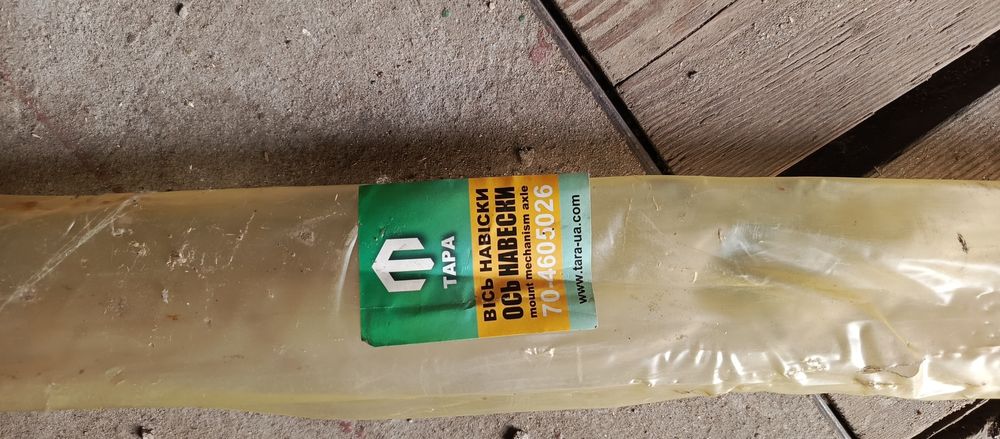 ТАРА
ВІСЬ НАВІСКИ
ОСЬ НАВЕСКИ
mount mechanism axle
70-4605026
www.tara-ua.com